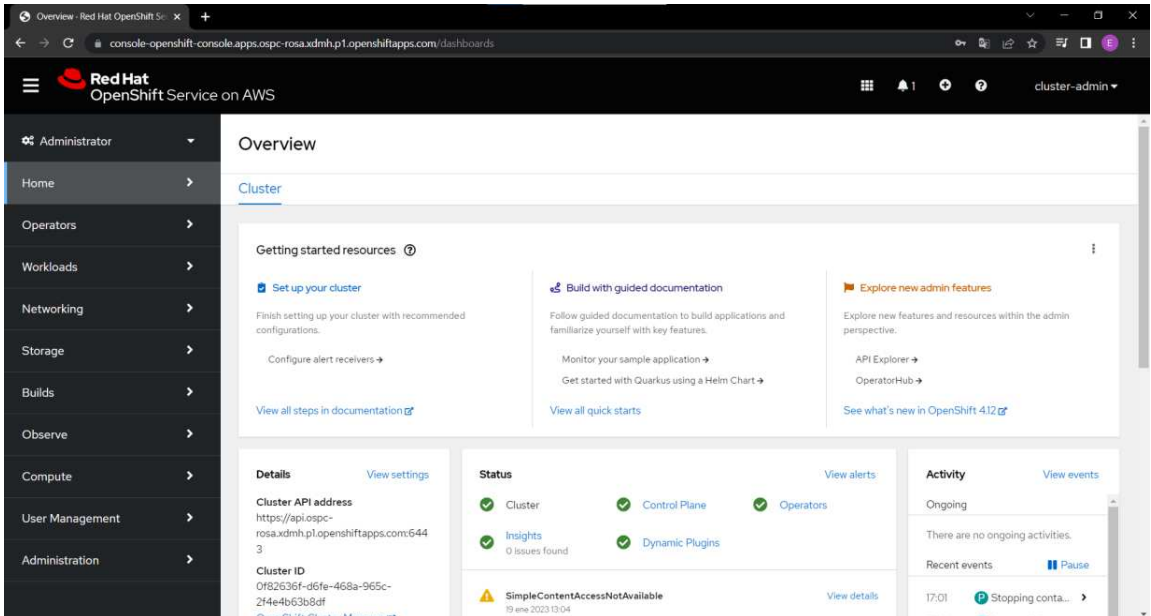 Overview - Red Hat OpenShift Se
console-openshift-console.apps.ospc-rosa.xdmh.p1.openshiftapps.com/dashboards
E
Red Hat
OpenShift Service on AWS
1
cluster-admin
Administrator
Home
Operators
Workloads
Networking
Storage
Builds
Observe
Compute
User Management
Administration
Overview
Cluster
Getting started resources
Set up your cluster
Finish setting up your cluster with recommended
configurations.
Configure alert receivers
View all steps in documentation
Build with guided documentation
Follow guided documentation to build applications and
familiarize yourself with key features.
Monitor your sample application
Get started with Quarkus using a Helm Chart
View all quick starts
Explore new admin features
Explore new features and resources within the admin
perspective.
API Explorer
OperatorHub
See what's new in OpenShift 4.12
Details View settings
Cluster API address
https://api.ospc-
rosa.xdmh.p1.openshiftapps.com:644
3
Cluster ID
0f82636f-d6fe-468a-965c-
2f4e4b63b8df
OpenShift Cluster Manager
Status View alerts
Cluster Control Plane Operators
Insights
0 issues found
Dynamic Plugins
SimpleContentAccessNotAvailable View details
19 ene 2023 13:04
Activity View events
Ongoing
There are no ongoing activities.
Recent events Pause
17:01 P Stopping conta...